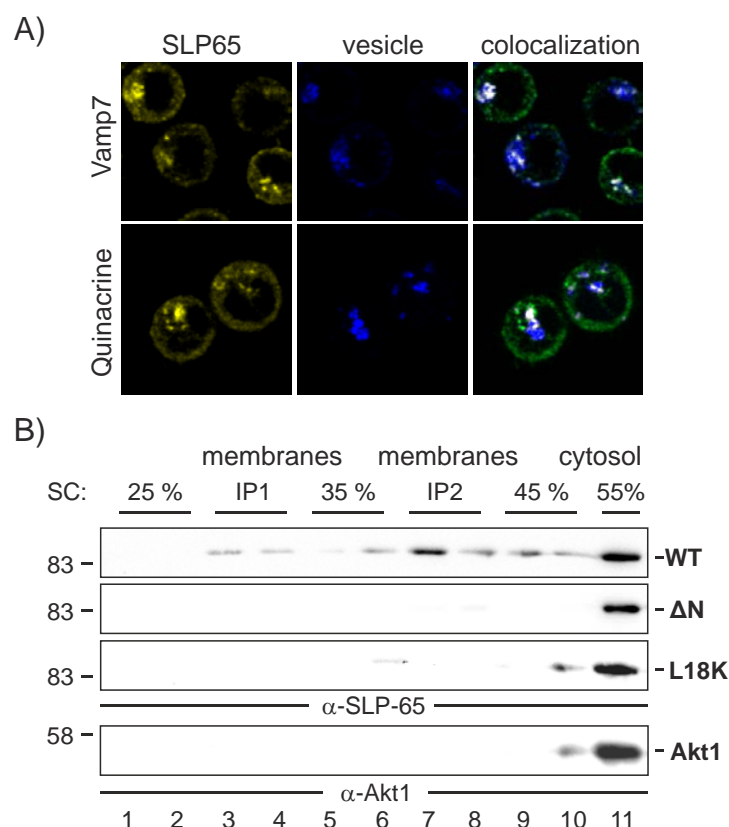 A)
SLP65 vesicle colocalization
Vamp7
Quinacrine
B)
membranes membranes cytosol
SC: 25 % IP1 35 % IP2 45 % 55%
83 WT
83 ΔN
83 L18K
α-SLP-65
58 Akt1
α-Akt1
1 2 3 4 5 6 7 8 9 10 11